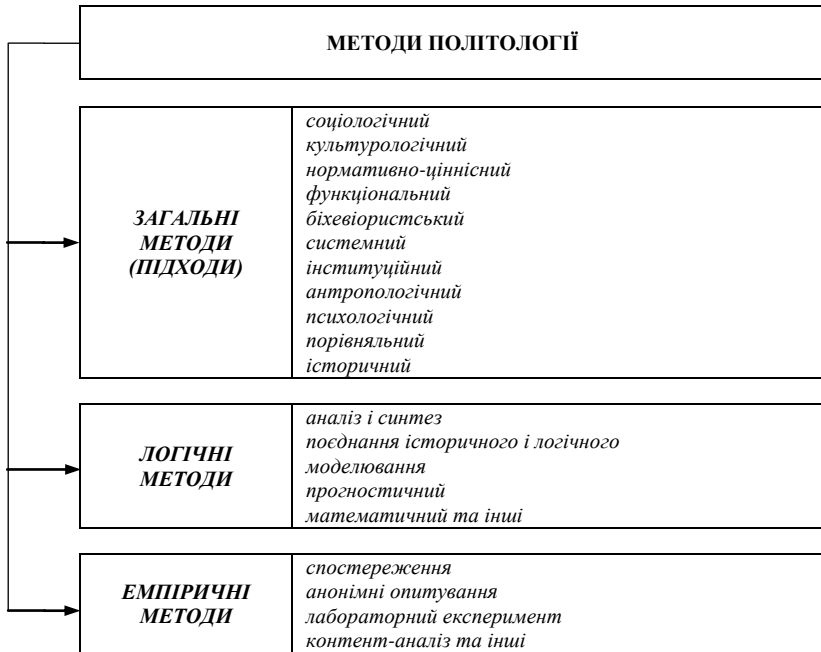 МЕТОДИ ПОЛІТОЛОГІЇ
ЗАГАЛЬНІ
МЕТОДИ
(ПІДХОДИ)
соціологічний
культурологічний
нормативно-ціннісний
функціональний
біхевіористський
системний
інституційний
антропологічний
психологічний
порівняльний
історичний
ЛОГІЧНІ
МЕТОДИ
аналіз і синтез
поєднання історичного і логічного
моделювання
прогностичний
математичний та інші
ЕМПІРИЧНІ
МЕТОДИ
спостереження
анонімні опитування
лабораторний експеримент
контент-аналіз та інші